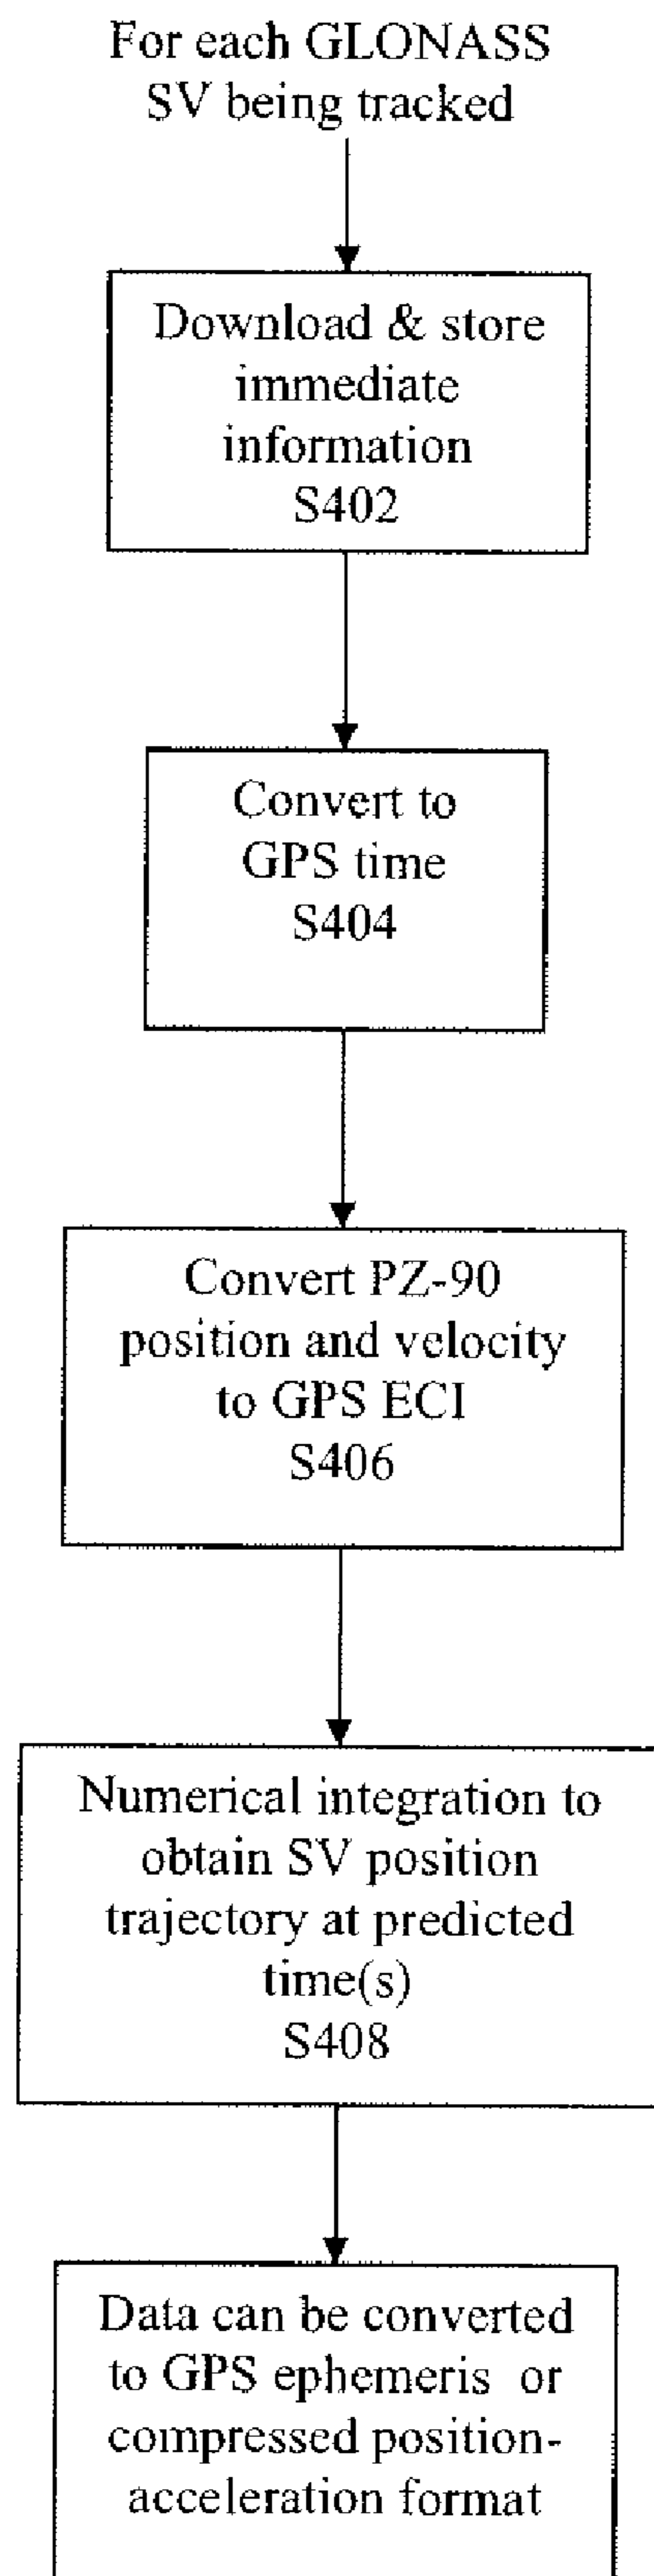 For each GLONASS
SV being tracked
Download & store
immediate
information
S402
Convert to
GPS time
S404
Convert PZ-90
position and velocity
to GPS ECI
S406
Numerical integration to
obtain SV position
trajectory at predicted
time(s)
S408
Data can be converted
to GPS ephemeris or
compressed position-
acceleration format